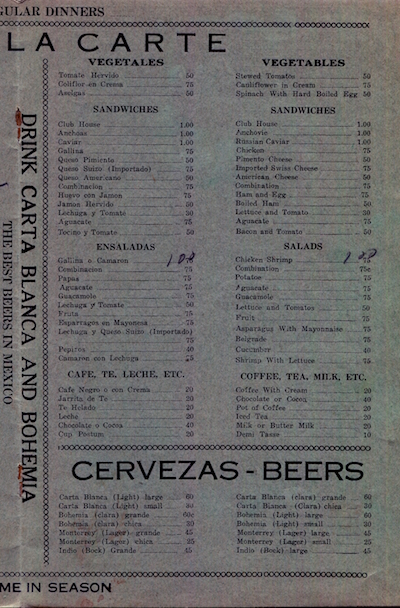 GULAR DINNERS
LA CARTE
DRINK CARTA BLANCA AND BOHEMIA
THE BEST BEERS IN MEXICO
VEGETALES
Tomate Hervido 50
Coliflor en Crema 75
Acelgas 50
SANDWICHES
Club House 1.00
Anchoas 1.00
Caviar 1.00
Gallina 75
Queso Pimiento 50
Queso Suizo (Importado) 75
Queso Americano 50
Combinacion 75
Huevo con Jamon 75
Jamon Hervido 50
Lechuga y Tomate 50
Aguacate 75
Tocino y Tomate 50
ENSALADAS
Gallina o Camaron
Combinacion 75
Papas 75
Aguacate 75
Guacamole 75
Lechuga y Tomate 50
Fruta 75
Esparragos en Mayonesa 75
Lechuga y Queso Suizo (Importado)
75
Pepinos 40
Camaron con Lechuga 75
CAFE, TE, LECHE, ETC.
Cafe Negro o con Crema 20
Jarrita de Te 20
Te Helado 20
Leche 20
Chocolate o Cocoa 40
Cup Postum 20
VEGETABLES
Stewed Tomatos 50
Cauliflower in Cream 75
Spinach With Hard Boiled Egg 50
SANDWICHES
Club House 1.00
Anchovie 1.00
Russian Caviar 1.00
Chicken 75
Pimento Cheese 50
Imported Swiss Cheese 75
American Cheese 50
Combination 75
Ham and Egg 75
Boiled Ham 50
Lettuce and Tomato 50
Aguacate 75
Bacon and Tomato 50
SALADS
Chicken Shrimp 75
Combination 75c
Potatoe 75
Aguacate 75
Guacamole 75
Lettuce and Tomatoes 50
Fruit 75
Asparagus With Mayonnaise 75
Belgrade 75
Cucumber 40
Shrimp With Lettuce 75
COFFEE, TEA, MILK, ETC.
Coffee With Cream 20
Chocolate or Cocoa 40
Pot of Coffee 20
Iced Tea 20
Milk or Butter Milk 20
Demi Tasse 10
CERVEZAS - BEERS
Carta Blanca (Light) large 60
Carta Blanca (Light) small 30
Bohemia (clara) grande 60c
Bohemia (clara) chica 30
Monterrey (Lager) grande 45
Monterrey (Lager) chica 25
Indio (Bock) Grande 45
Carta Blanca (clara) grande 60
Carta Blanca (Clara) chica 30
Bohemia (Light) large 60
Bohemia (Light) small 30
Monterrey (Lager) large 45
Monterrey (Lager) small 25
Indio (Bock) large 45
ME IN SEASON